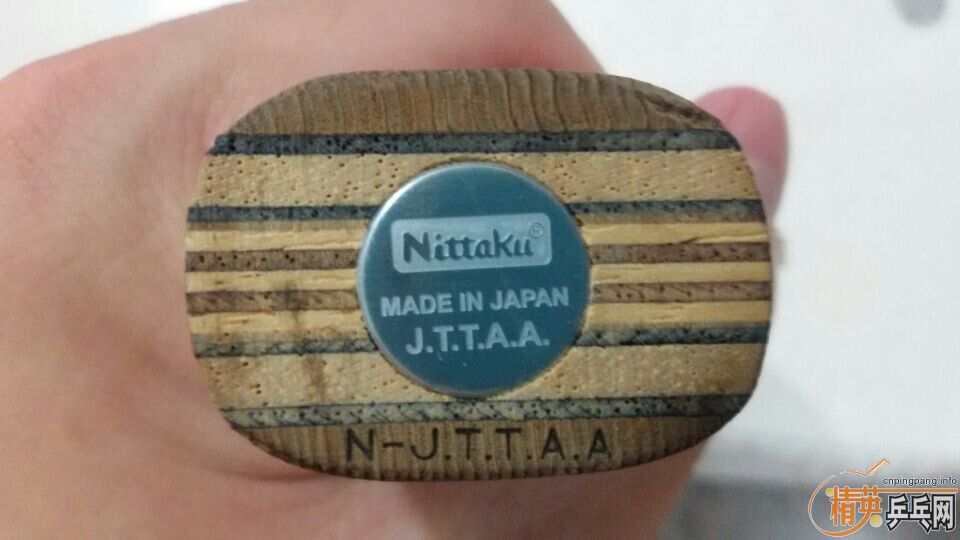 Nittaku®
MADE IN JAPAN
J.T.T.A.A.
N-J.T.T.A.A
cnpingpang.info
精英乒乓网